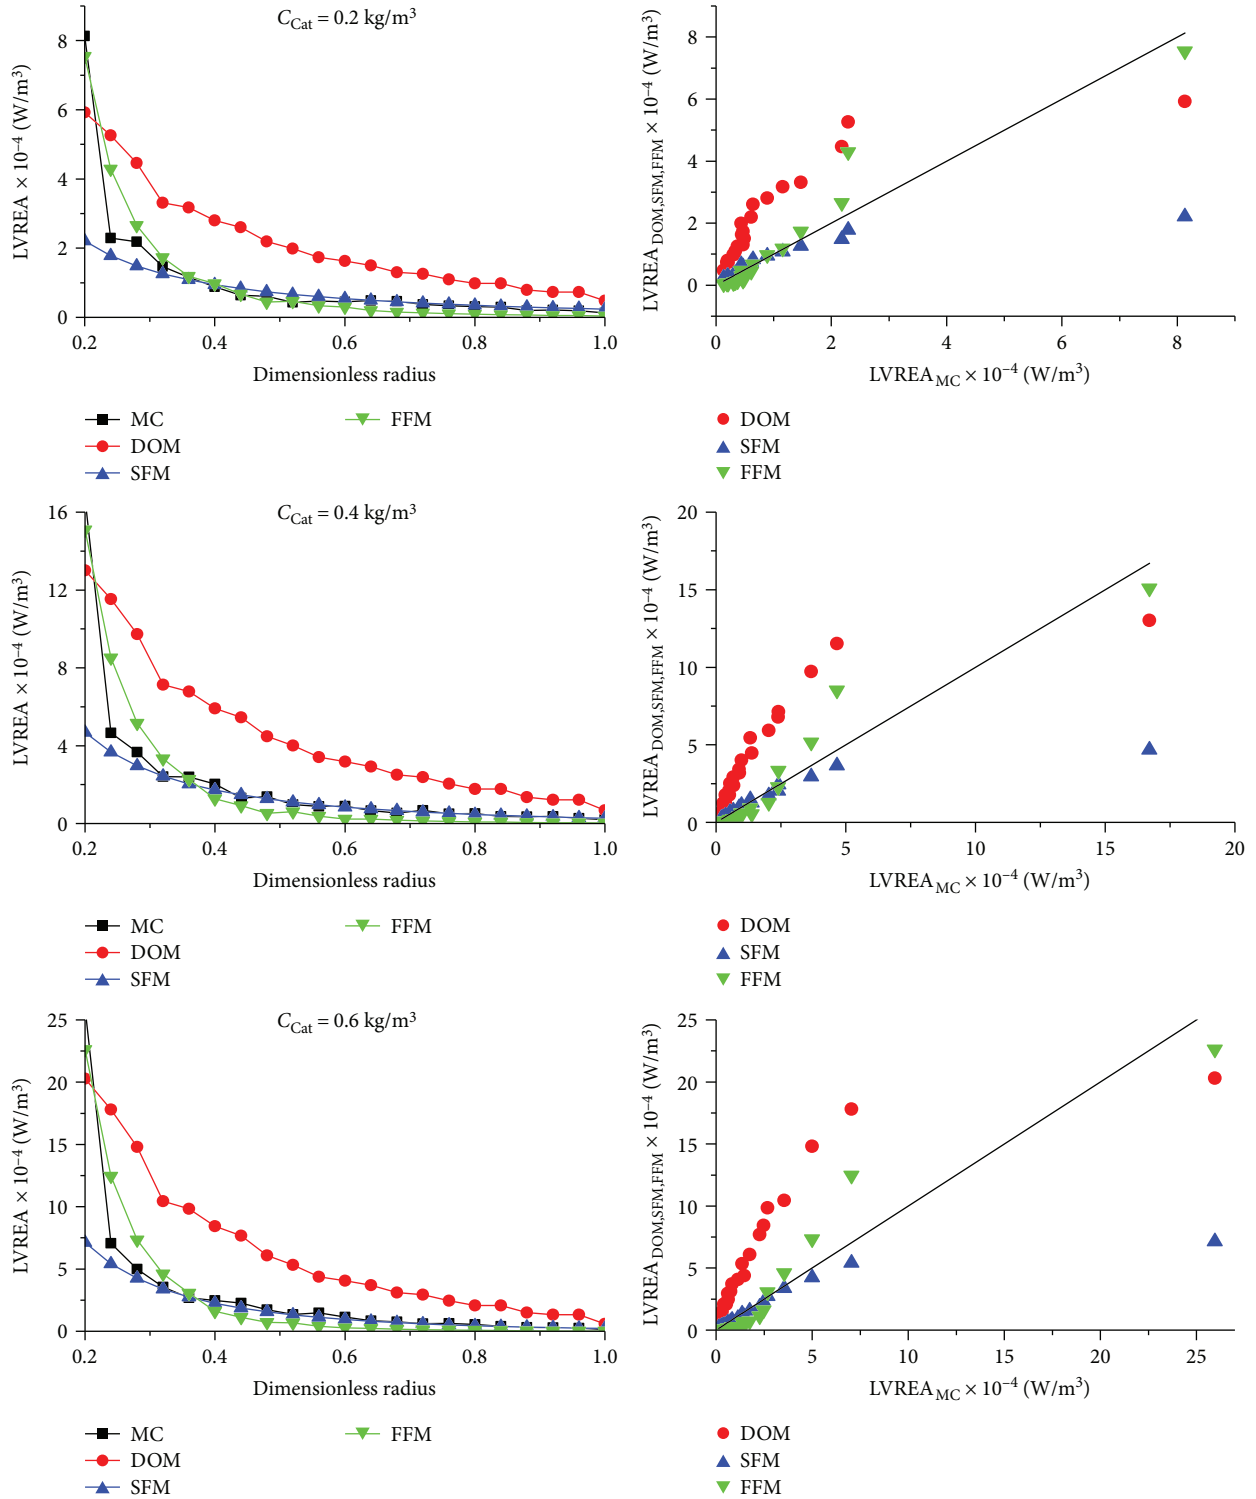 C_Cat = 0.2 kg/m³
LVREA × 10⁻⁴ (W/m³)
8
6
4
2
0
0.2 0.4 0.6 0.8 1.0
Dimensionless radius
MC
DOM
SFM
FFM
LVREA_DOM,SFM,FFM × 10⁻⁴ (W/m³)
8
6
4
2
0
0 2 4 6 8
LVREA_MC × 10⁻⁴ (W/m³)
DOM
SFM
FFM
C_Cat = 0.4 kg/m³
LVREA × 10⁻⁴ (W/m³)
16
12
8
4
0
0.2 0.4 0.6 0.8 1.0
Dimensionless radius
MC
DOM
SFM
FFM
LVREA_DOM,SFM,FFM × 10⁻⁴ (W/m³)
20
15
10
5
0
0 5 10 15 20
LVREA_MC × 10⁻⁴ (W/m³)
DOM
SFM
FFM
C_Cat = 0.6 kg/m³
LVREA × 10⁻⁴ (W/m³)
25
20
15
10
5
0
0.2 0.4 0.6 0.8 1.0
Dimensionless radius
MC
DOM
SFM
FFM
LVREA_DOM,SFM,FFM × 10⁻⁴ (W/m³)
25
20
15
10
5
0
0 5 10 15 20 25
LVREA_MC × 10⁻⁴ (W/m³)
DOM
SFM
FFM